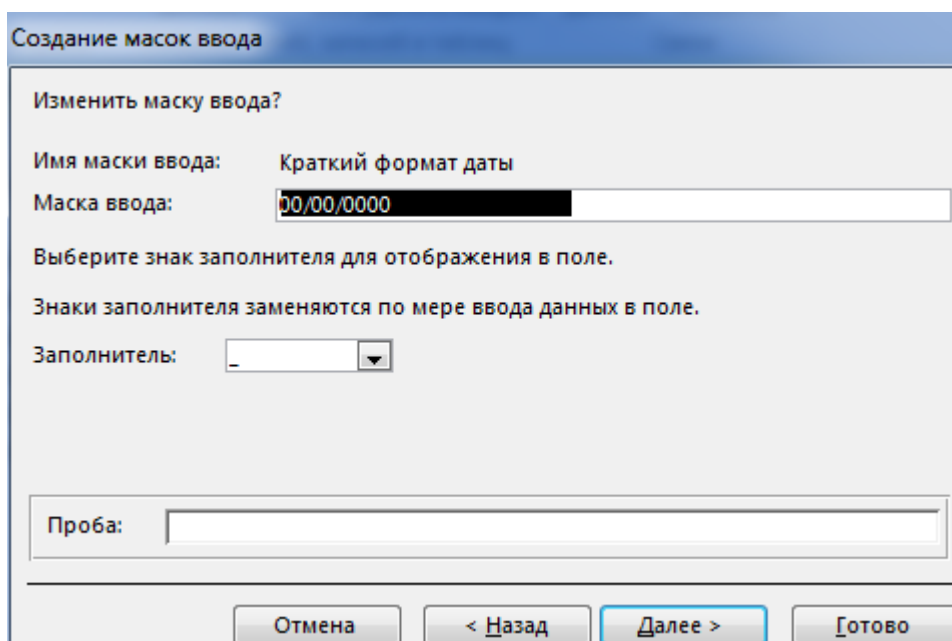 Создание масок ввода
Изменить маску ввода?
Имя маски ввода: Краткий формат даты
Маска ввода: 00/00/0000
Выберите знак заполнителя для отображения в поле.
Знаки заполнителя заменяются по мере ввода данных в поле.
Заполнитель: _
Проба:
Отмена < Назад Далее > Готово